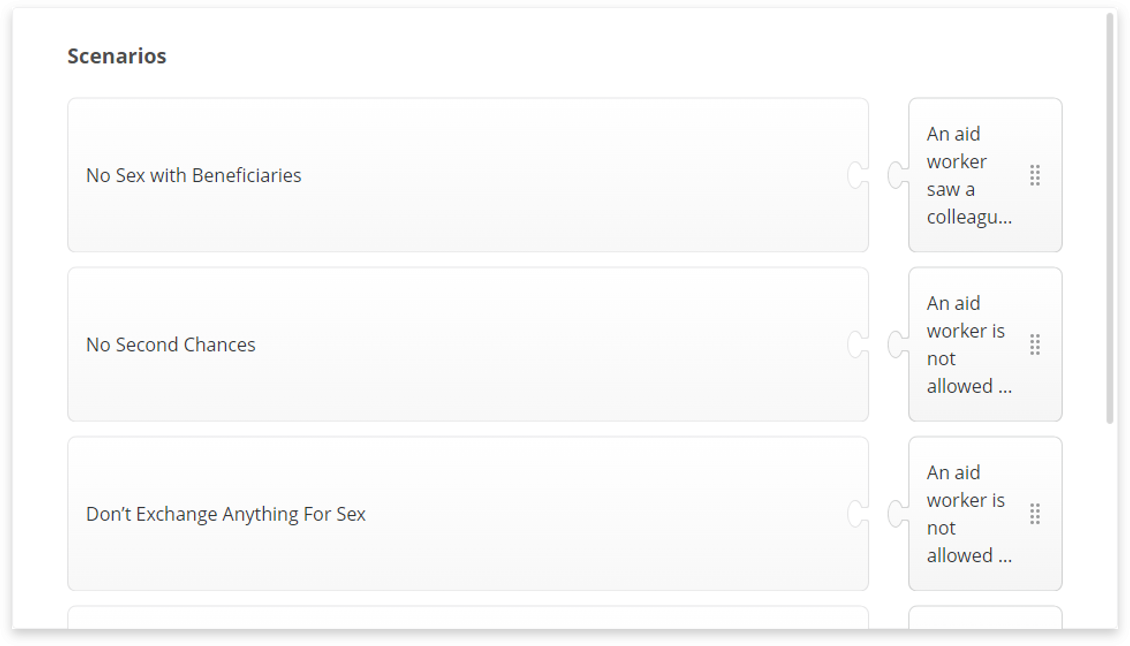 Scenarios
No Sex with Beneficiaries
An aid
worker
saw a
colleagu...
No Second Chances
An aid
worker is
not
allowed ...
Don’t Exchange Anything For Sex
An aid
worker is
not
allowed ...